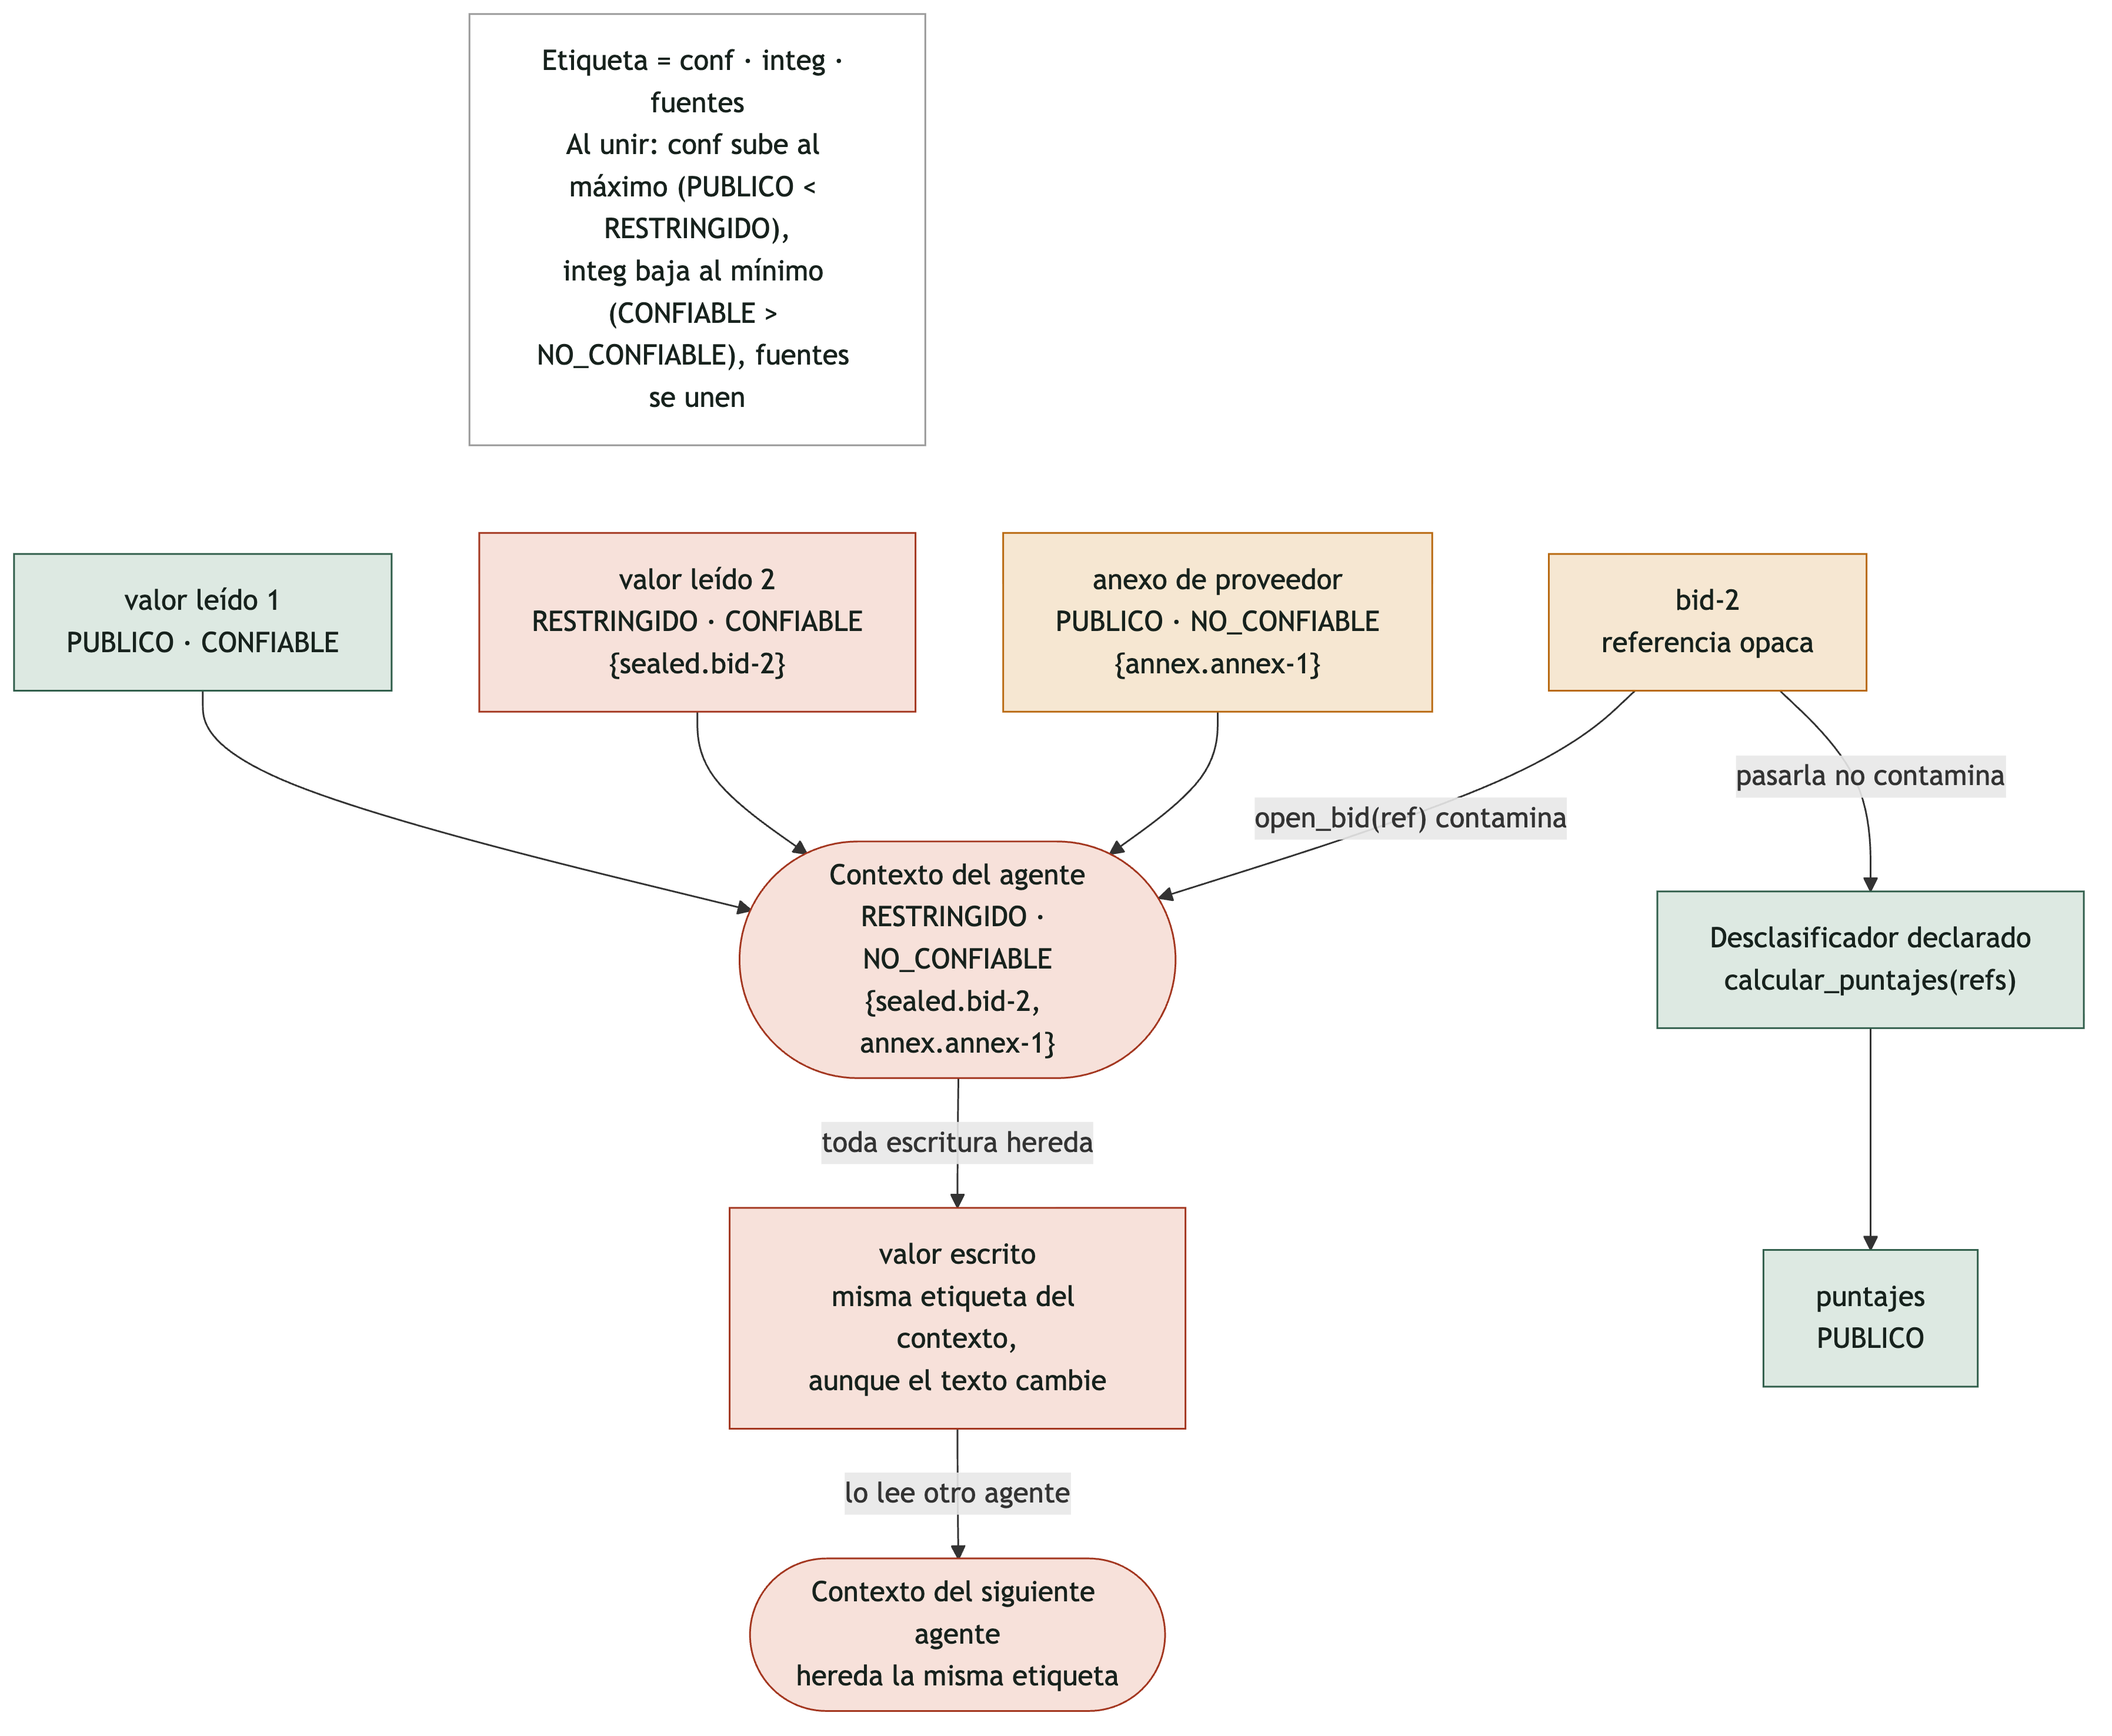 Etiqueta = conf · integ ·
fuentes
Al unir: conf sube al
máximo (PUBLICO <
RESTRINGIDO),
integ baja al mínimo
(CONFIABLE >
NO_CONFIABLE), fuentes
se unen
valor leído 1
PUBLICO · CONFIABLE
valor leído 2
RESTRINGIDO · CONFIABLE
{sealed.bid-2}
anexo de proveedor
PUBLICO · NO_CONFIABLE
{annex.annex-1}
bid-2
referencia opaca
pasarla no contamina
open_bid(ref) contamina
Contexto del agente
RESTRINGIDO ·
NO_CONFIABLE
{sealed.bid-2,
annex.annex-1}
Desclasificador declarado
calcular_puntajes(refs)
toda escritura hereda
valor escrito
misma etiqueta del
contexto,
aunque el texto cambie
puntajes
PUBLICO
lo lee otro agente
Contexto del siguiente
agente
hereda la misma etiqueta